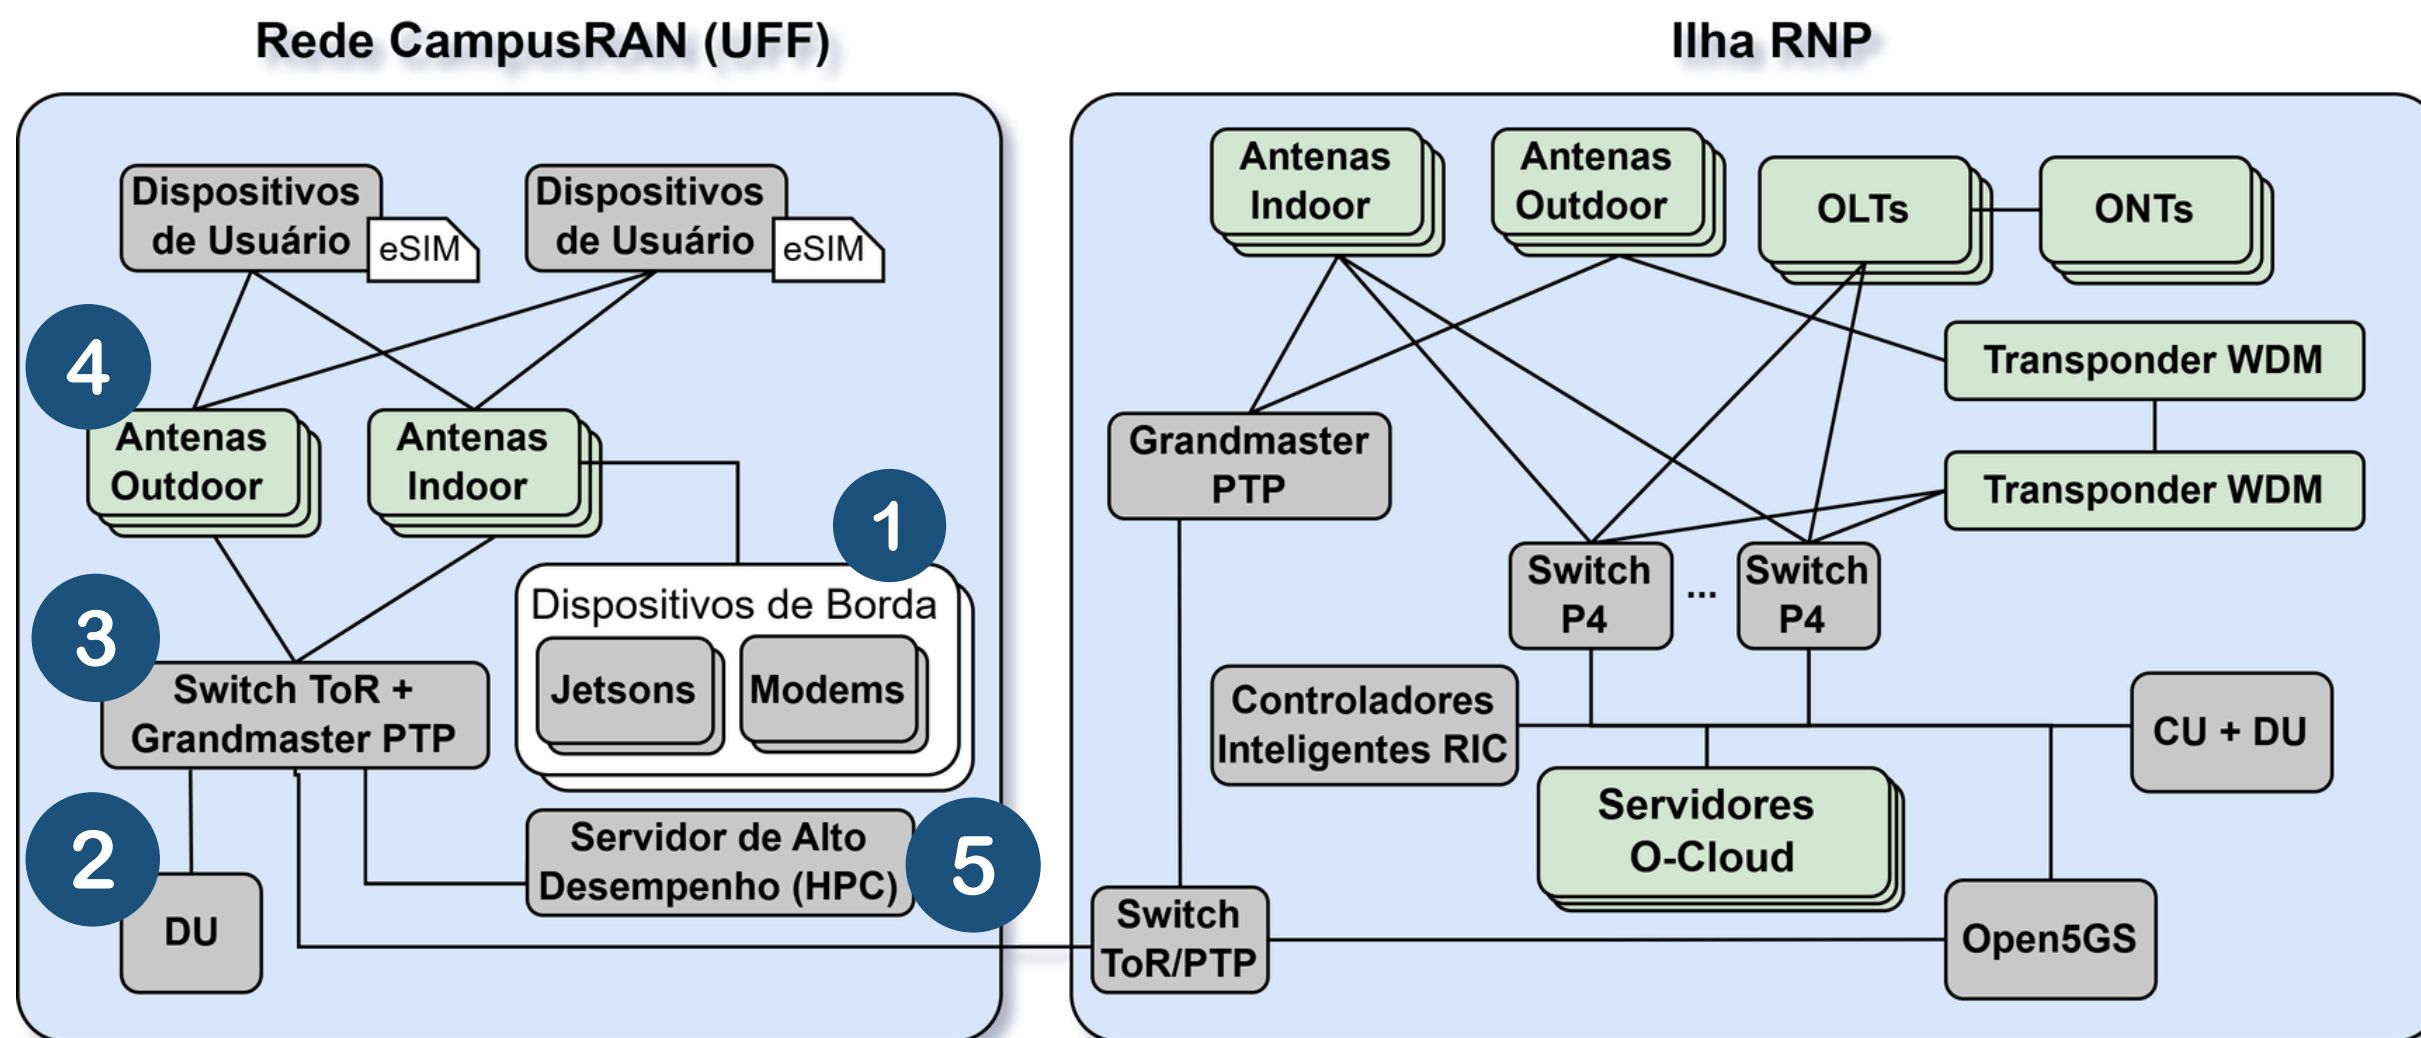 Rede CampusRAN (UFF)
Dispositivos
de Usuário
eSIM
Dispositivos
de Usuário
eSIM
4
Antenas
Outdoor
Antenas
Indoor
1
Dispositivos de Borda
Jetsons
Modems
3
Switch ToR +
Grandmaster PTP
2
DU
Servidor de Alto
Desempenho (HPC)
5
Ilha RNP
Antenas
Indoor
Antenas
Outdoor
OLTs
ONTs
Transponder WDM
Grandmaster
PTP
Transponder WDM
Switch
P4
...
Switch
P4
Controladores
Inteligentes RIC
CU + DU
Servidores
O-Cloud
Switch
ToR/PTP
Open5GS